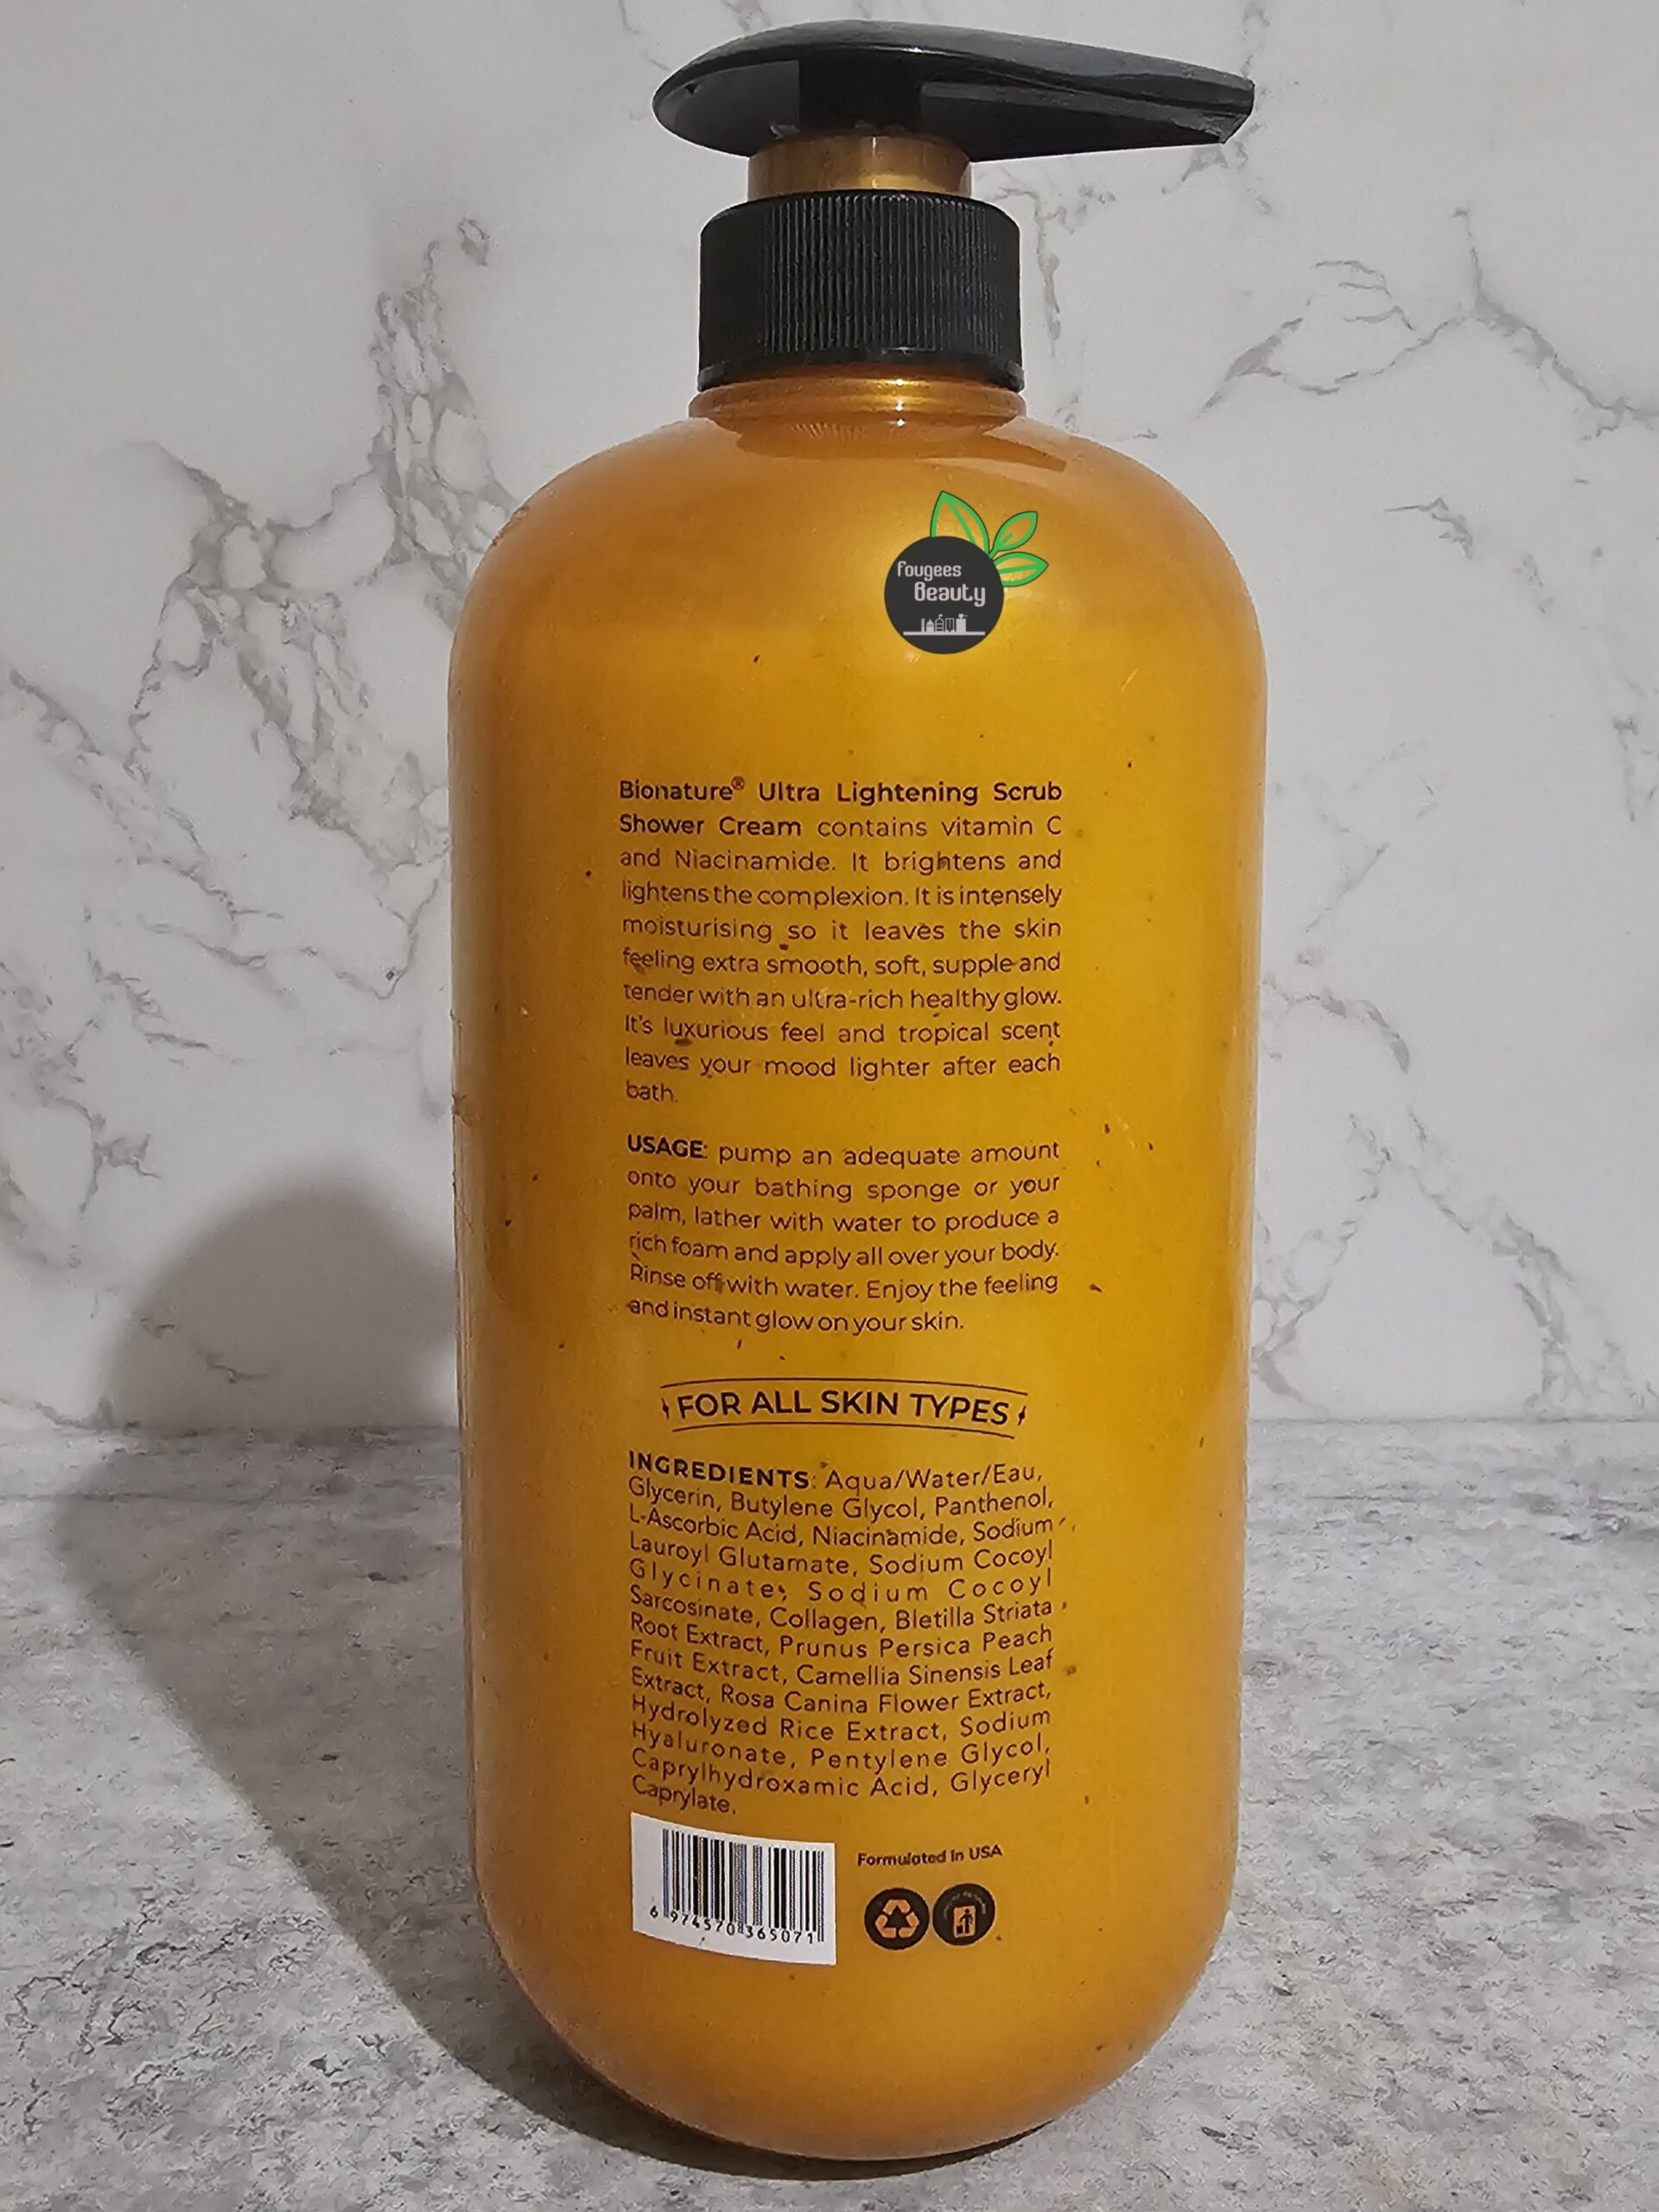 fougees
Beauty
Bionature® Ultra Lightening Scrub
Shower Cream contains vitamin C
and Niacinamide. It brightens and
lightens the complexion. It is intensely
moisturising so it leaves the skin
feeling extra smooth, soft, supple and
tender with an ultra-rich healthy glow.
It's luxurious feel and tropical scent
leaves your mood lighter after each
bath.
USAGE: pump an adequate amount
onto your bathing sponge or your
palm, lather with water to produce a
rich foam and apply all over your body.
Rinse off with water. Enjoy the feeling
and instant glow on your skin.
FOR ALL SKIN TYPES
INGREDIENTS: Aqua/Water/Eau,
Glycerin, Butylene Glycol, Panthenol,
L-Ascorbic Acid, Niacinamide, Sodium
Lauroyl Glutamate, Sodium Cocoyl
Glycinate, Sodium Cocoyl
Sarcosinate, Collagen, Bletilla Striata
Root Extract, Prunus Persica Peach
Fruit Extract, Camellia Sinensis Leaf
Extract, Rosa Canina Flower Extract,
Hydrolyzed Rice Extract, Sodium
Hyaluronate, Pentylene Glycol,
Caprylhydroxamic Acid, Glyceryl
Caprylate.
Formulated in USA
6 974570 365071